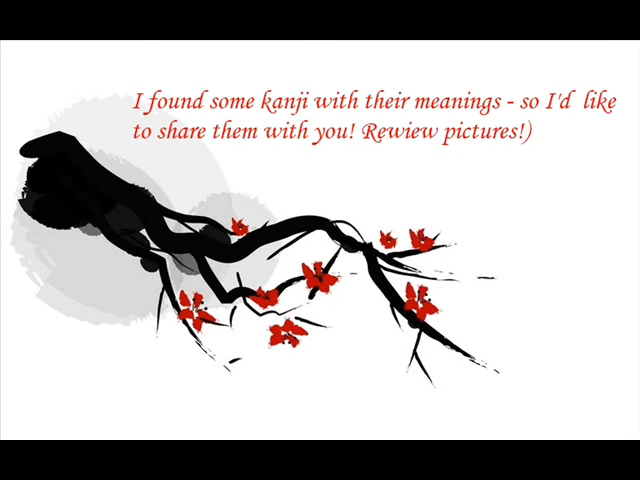 I found some kanji with their meanings - so I'd like
to share them with you! Rewiew pictures!)